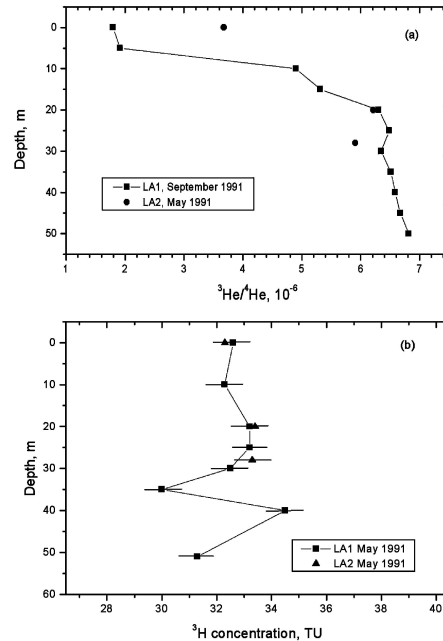 (a)
0
10
20
30
40
50
Depth, m
LA1, September 1991
LA2, May 1991
1 2 3 4 5 6 7
³He/⁴He, 10⁻⁶
(b)
0
10
20
30
40
50
60
Depth, m
LA1 May 1991
LA2 May 1991
28 30 32 34 36 38 40
³H concentration, TU